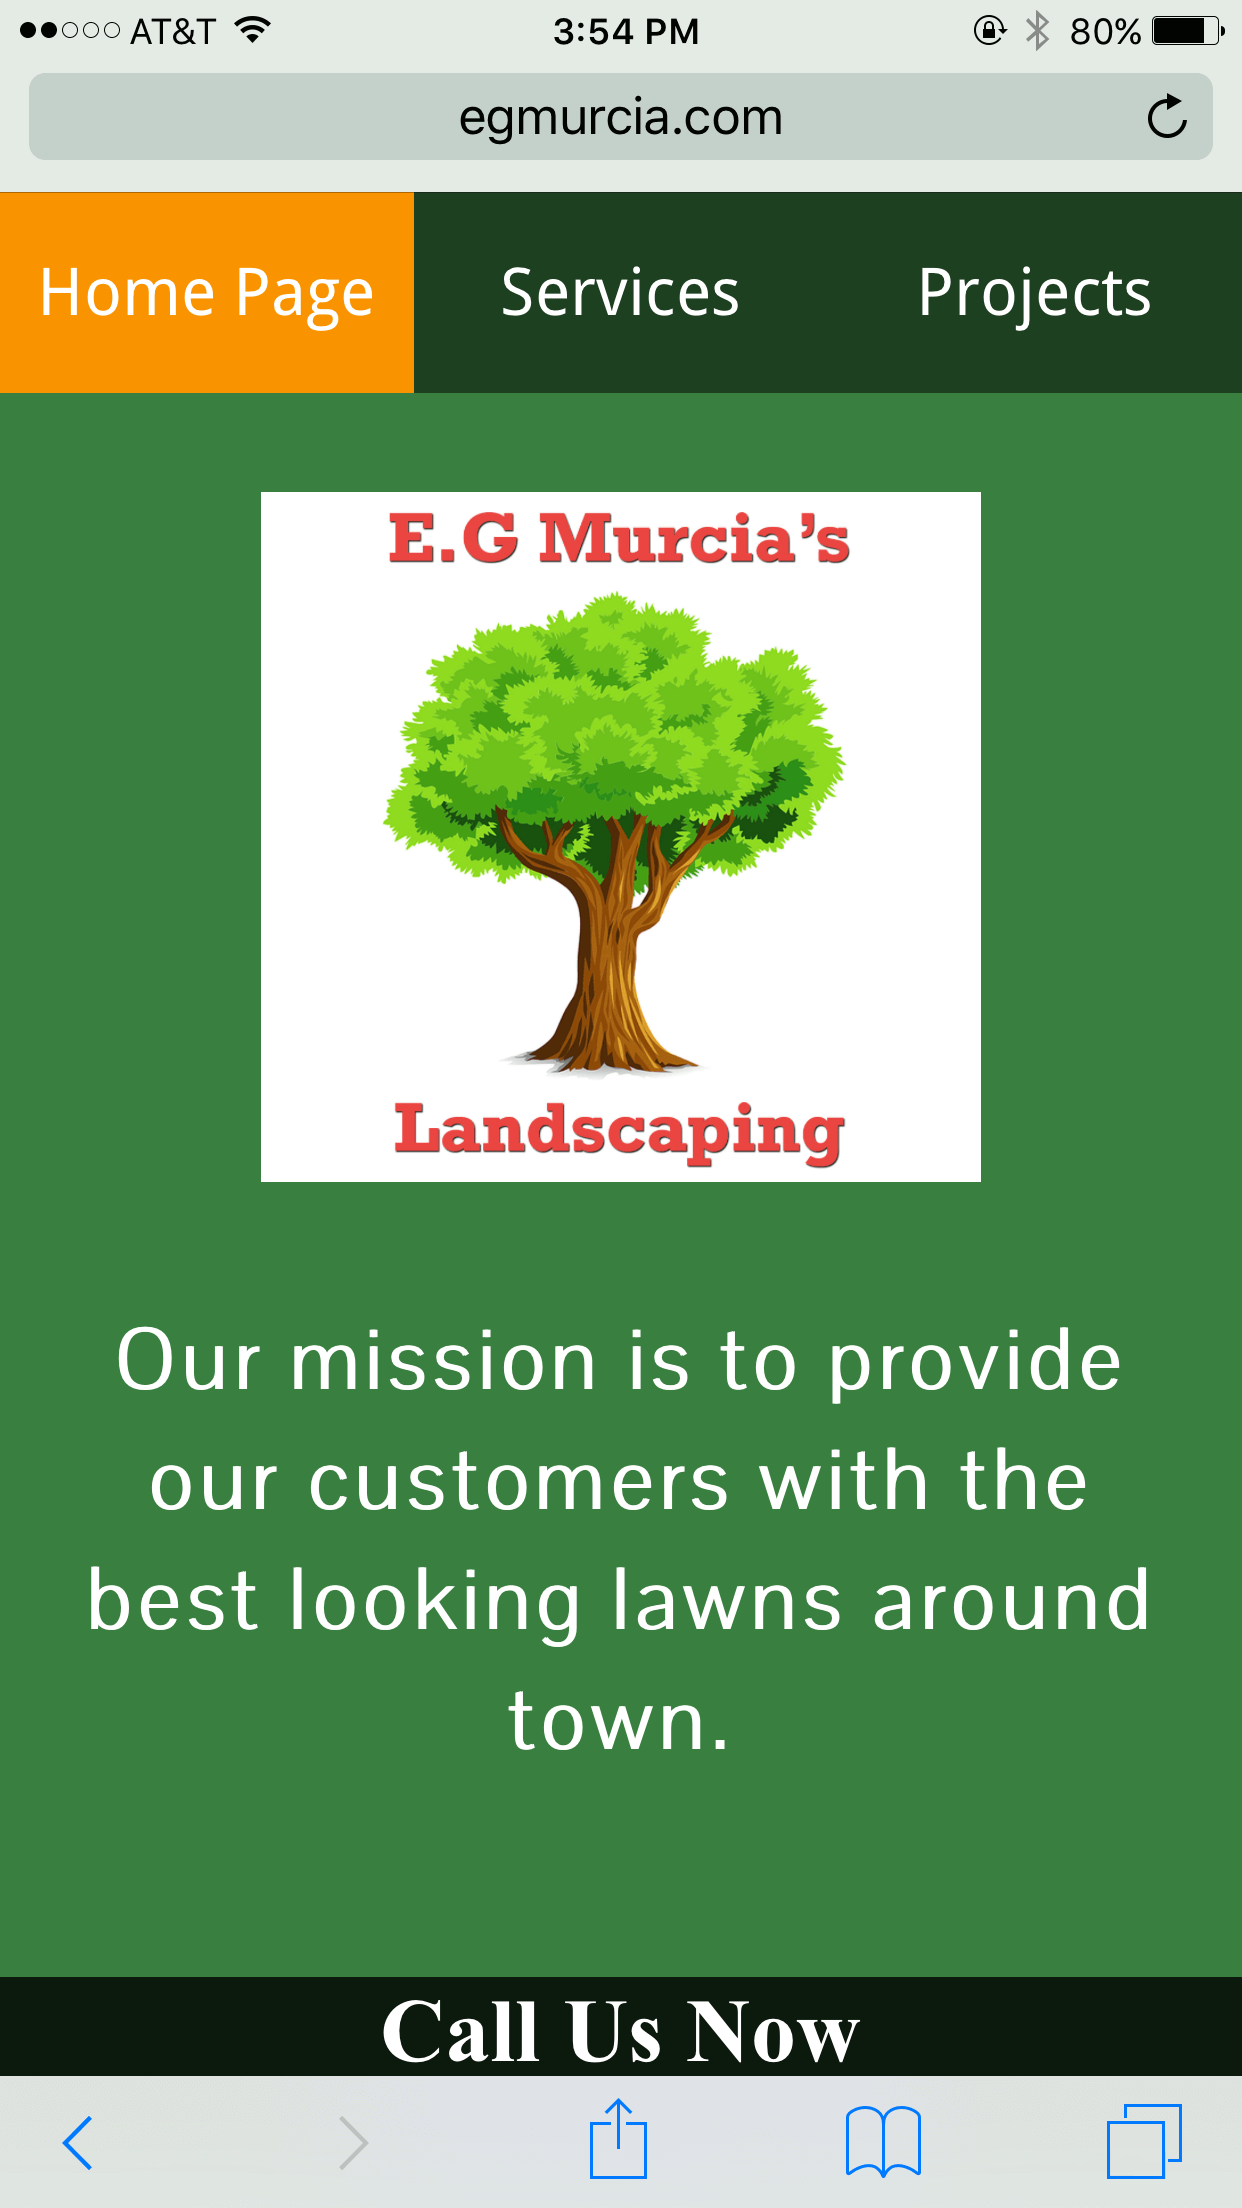 AT&T 3:54 PM 80%
egmurcia.com
Home Page Services Projects
E.G Murcia’s
Landscaping
Our mission is to provide
our customers with the
best looking lawns around
town.
Call Us Now